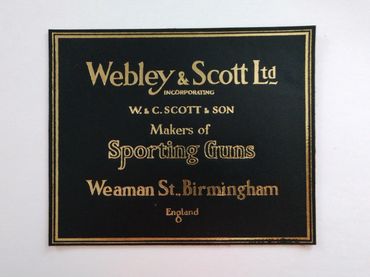 Webley & Scott Ltd
INCORPORATING
W. & C. SCOTT & SON
Makers of
Sporting Guns
Weaman St., Birmingham
England